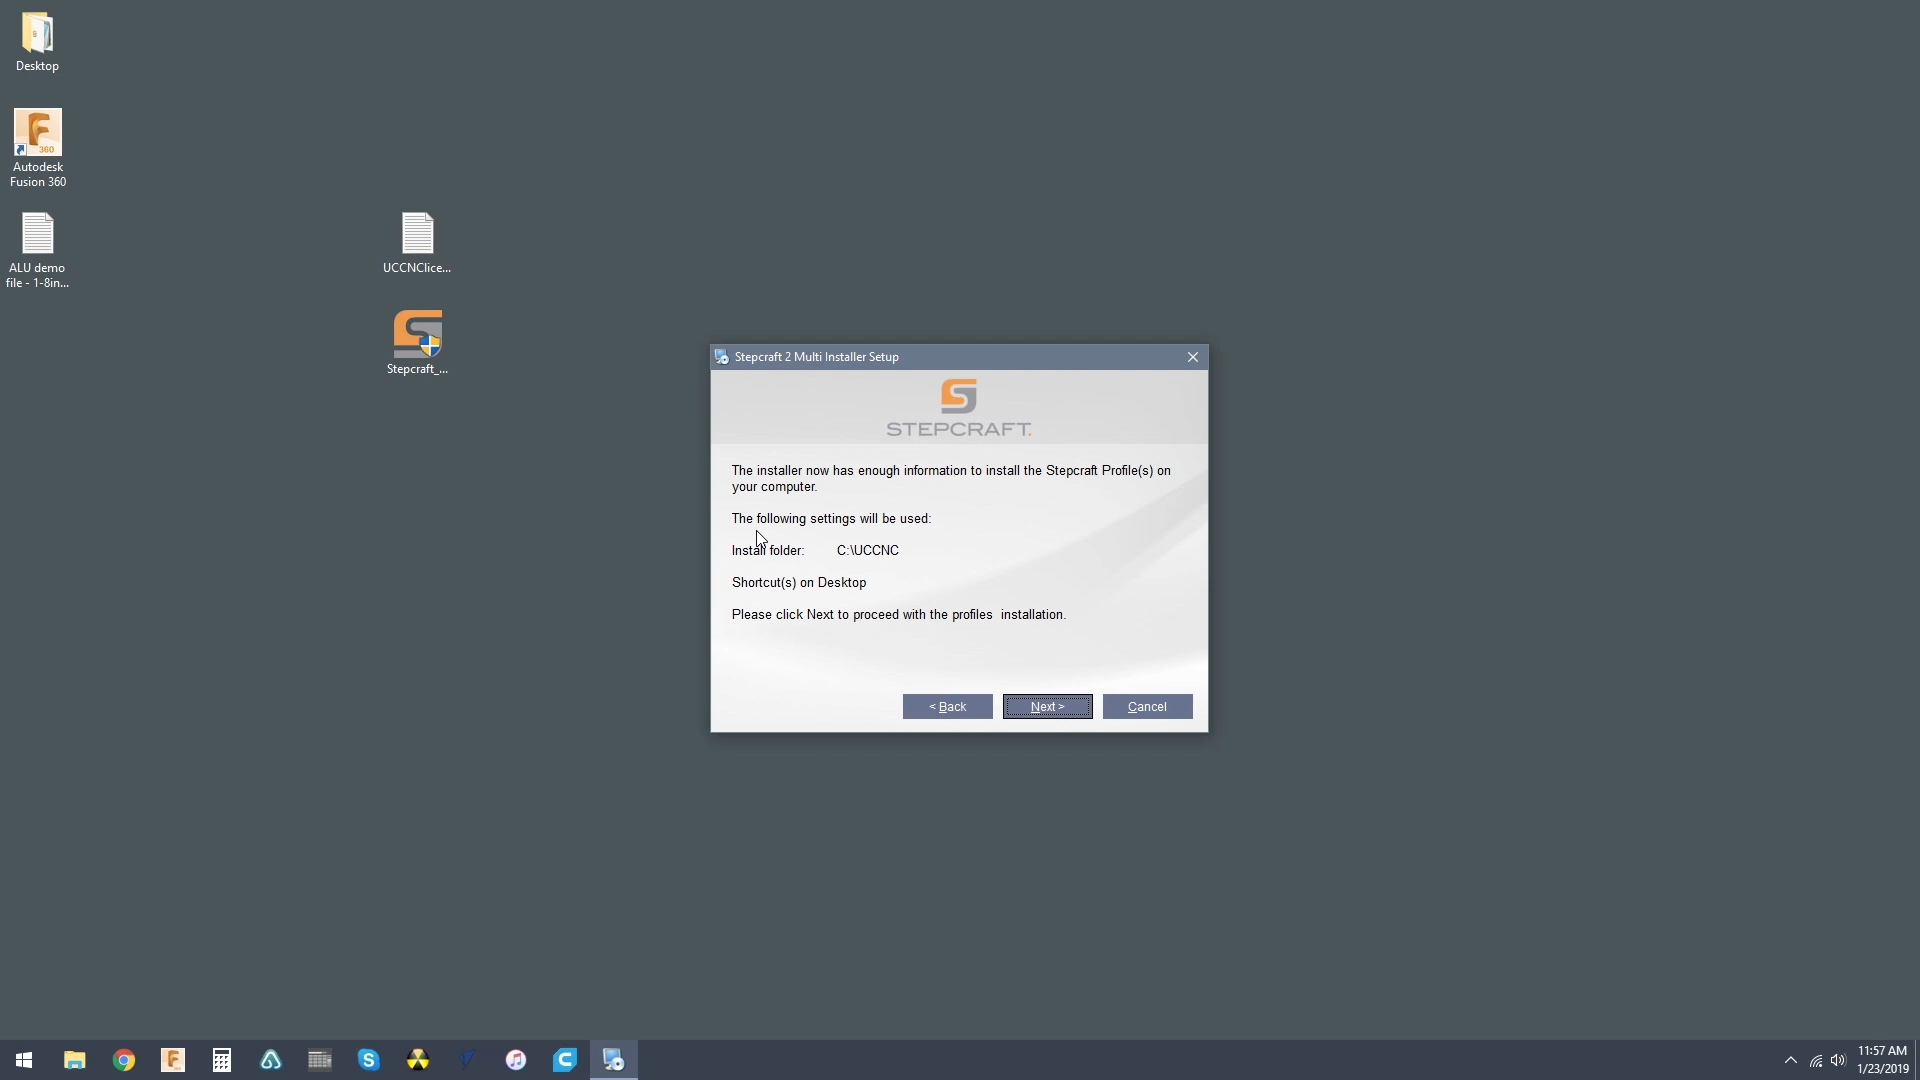 Desktop
360
Autodesk
Fusion 360
ALU demo
file - 1-8in...
UCCNClice...
Stepcraft_...
Stepcraft 2 Multi Installer Setup
STEPCRAFT.
The installer now has enough information to install the Stepcraft Profile(s) on
your computer.
The following settings will be used:
Install folder: C:\UCCNC
Shortcut(s) on Desktop
Please click Next to proceed with the profiles installation.
< Back
Next >
Cancel
11:57 AM
1/23/2019